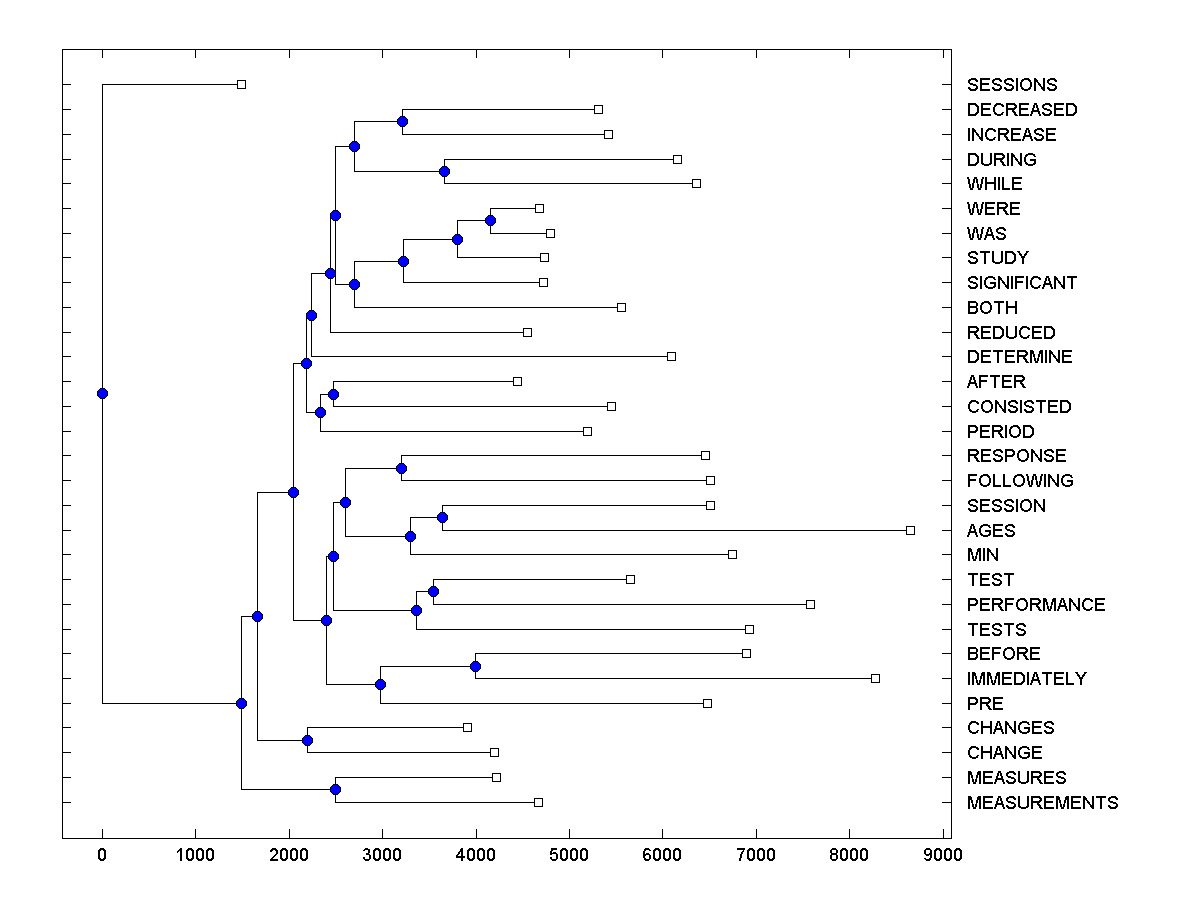 SESSIONS
DECREASED
INCREASE
DURING
WHILE
WERE
WAS
STUDY
SIGNIFICANT
BOTH
REDUCED
DETERMINE
AFTER
CONSISTED
PERIOD
RESPONSE
FOLLOWING
SESSION
AGES
MIN
TEST
PERFORMANCE
TESTS
BEFORE
IMMEDIATELY
PRE
CHANGES
CHANGE
MEASURES
MEASUREMENTS
0 1000 2000 3000 4000 5000 6000 7000 8000 9000